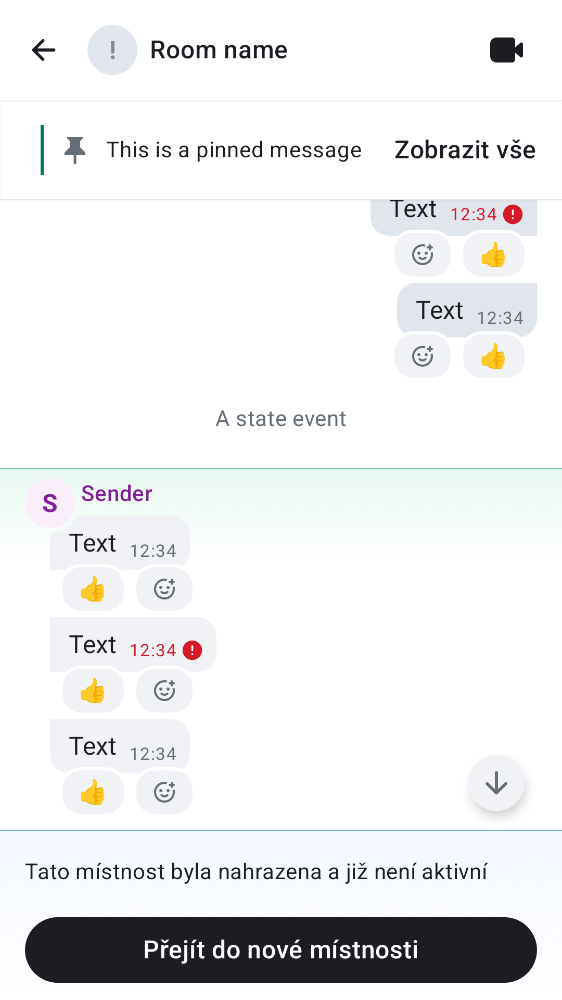 ! Room name
This is a pinned message Zobrazit vše
Text 12:34
Text 12:34
A state event
S Sender
Text 12:34
Text 12:34
Text 12:34
Tato místnost byla nahrazena a již není aktivní
Přejít do nové místnosti